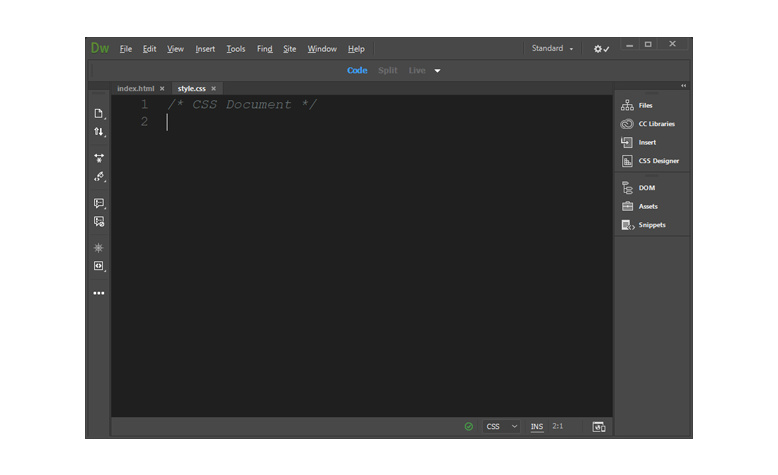 Dw File Edit View Insert Tools Find Site Window Help Standard
Code Split Live
index.html × style.css ×
1 /* CSS Document */
2
Files
CC Libraries
Insert
CSS Designer
DOM
Assets
Snippets
CSS INS 2:1